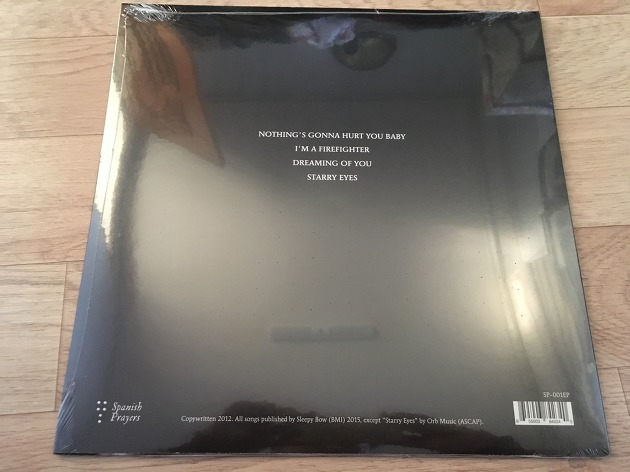 NOTHING'S GONNA HURT YOU BABY
I'M A FIREFIGHTER
DREAMING OF YOU
STARRY EYES
SP-001EP
Spanish
Prayers
Copywritten 2012. All songs published by Sleepy Bow (BMI) 2015, except "Starry Eyes" by Orb Music (ASCAP).